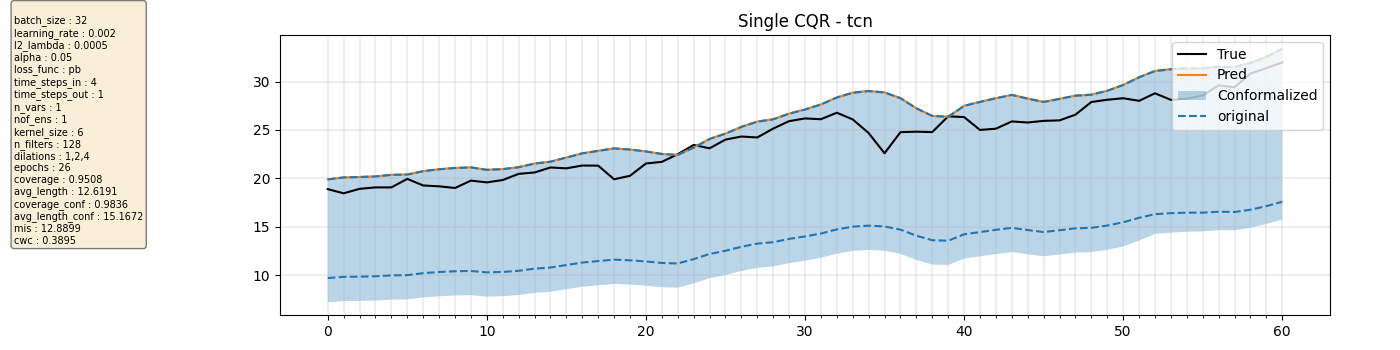 batch_size : 32
learning_rate : 0.002
l2_lambda : 0.0005
alpha : 0.05
loss_func : pb
time_steps_in : 4
time_steps_out : 1
n_vars : 1
nof_ens : 1
kernel_size : 6
n_filters : 128
dilations : 1,2,4
epochs : 26
coverage : 0.9508
avg_length : 12.6191
coverage_conf : 0.9836
avg_length_conf : 15.1672
mis : 12.8899
cwc : 0.3895
Single CQR - tcn
30
25
20
15
10
0 10 20 30 40 50 60
True
Pred
Conformalized
original